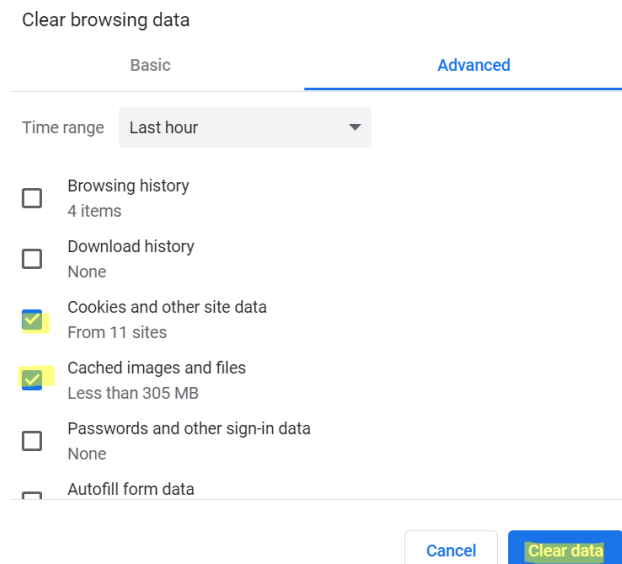 Clear browsing data
Basic Advanced
Time range Last hour
Browsing history
4 items
Download history
None
Cookies and other site data
From 11 sites
Cached images and files
Less than 305 MB
Passwords and other sign-in data
None
Autofill form data
Cancel Clear data